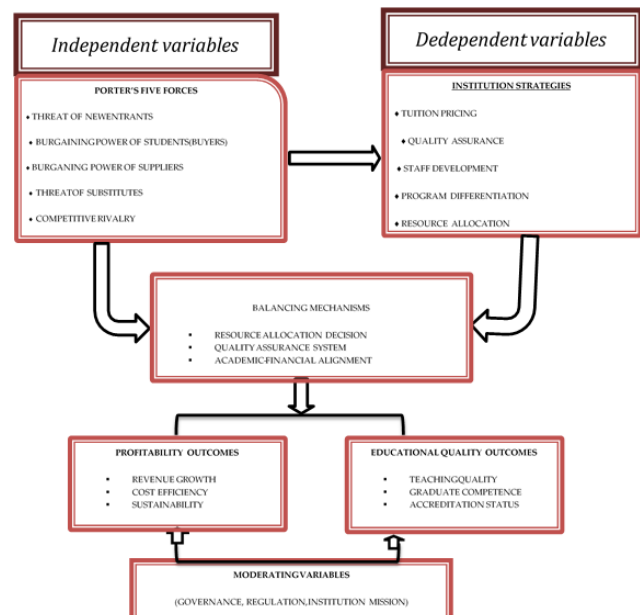 Independent variables
Dedependent variables
PORTER'S FIVE FORCES
♦ THREAT OF NEWENTRANTS
♦ BURGAINING POWER OF STUDENTS(BUYERS)
♦ BURGANING POWER OF SUPPLIERS
♦ THREATOF SUBSTITUTES
♦ COMPETITIVE RIVALRY
INSTITUTION STRATEGIES
♦ TUITION PRICING
♦ QUALITY ASSURANCE
♦ STAFF DEVELOPMENT
♦ PROGRAM DIFFERENTIATION
♦ RESOURCE ALLOCATION
BALANCING MECHANISMS
• RESOURCE ALLOCATION DECISION
• QUALITY ASSURANCE SYSTEM
• ACADEMIC-FINANCIAL ALIGNMENT
PROFITABILITY OUTCOMES
• REVENUE GROWTH
• COST EFFICIENCY
• SUSTAINABILITY
EDUCATIONAL QUALITY OUTCOMES
• TEACHINGQUALITY
• GRADUATE COMPETENCE
• ACCREDITATION STATUS
MODERATINGVARIABLES
(GOVERNANCE, REGULATION,INSTITUTION MISSION)